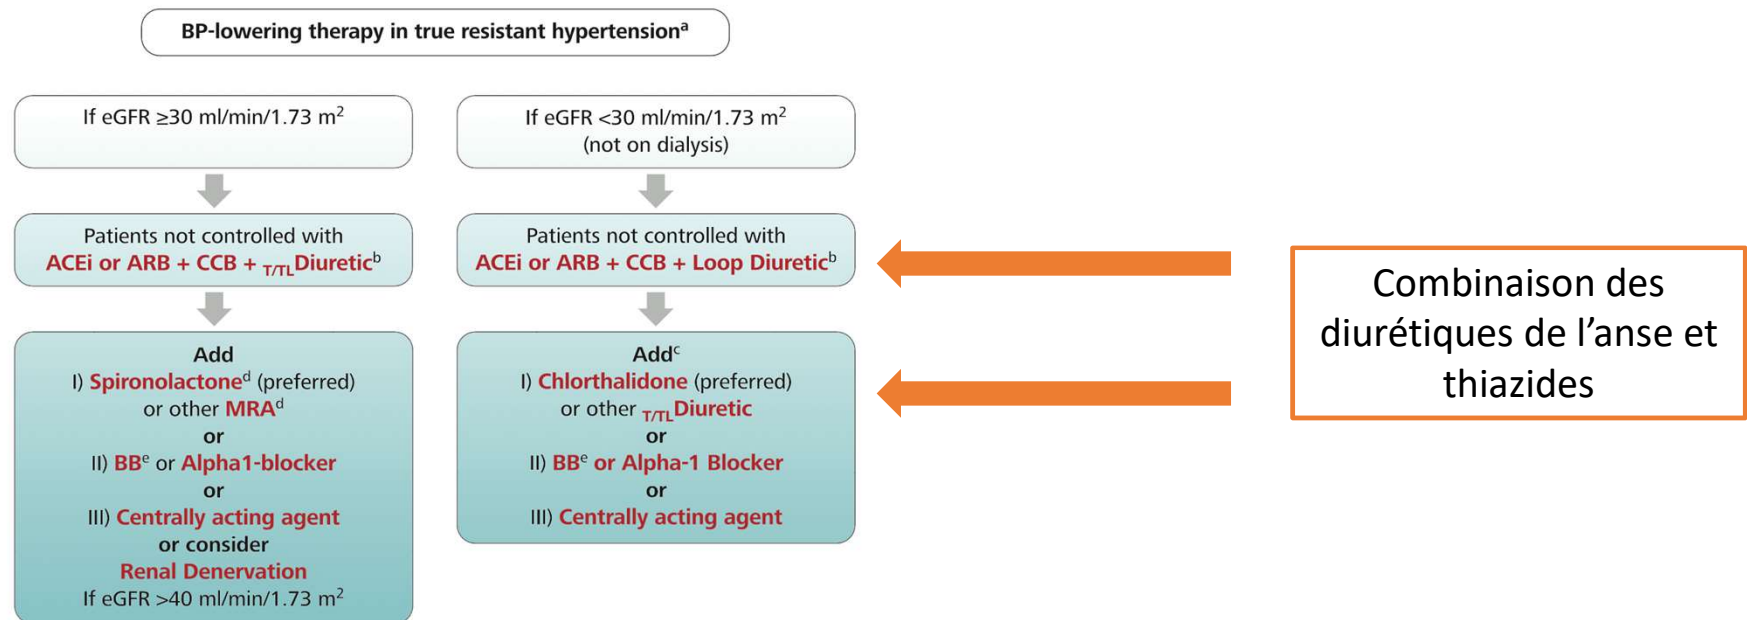 BP-lowering therapy in true resistant hypertensionᵃ
If eGFR ≥30 ml/min/1.73 m²
Patients not controlled with
ACEi or ARB + CCB + T/TL Diureticᵇ
Add
I) Spironolactoneᵈ (preferred)
or other MRAᵈ
or
II) BBᵉ or Alpha1-blocker
or
III) Centrally acting agent
or consider
Renal Denervation
If eGFR >40 ml/min/1.73 m²
If eGFR <30 ml/min/1.73 m²
(not on dialysis)
Patients not controlled with
ACEi or ARB + CCB + Loop Diureticᵇ
Addᶜ
I) Chlorthalidone (preferred)
or other T/TL Diuretic
or
II) BBᵉ or Alpha-1 Blocker
or
III) Centrally acting agent
Combinaison des
diurétiques de l’anse et
thiazides